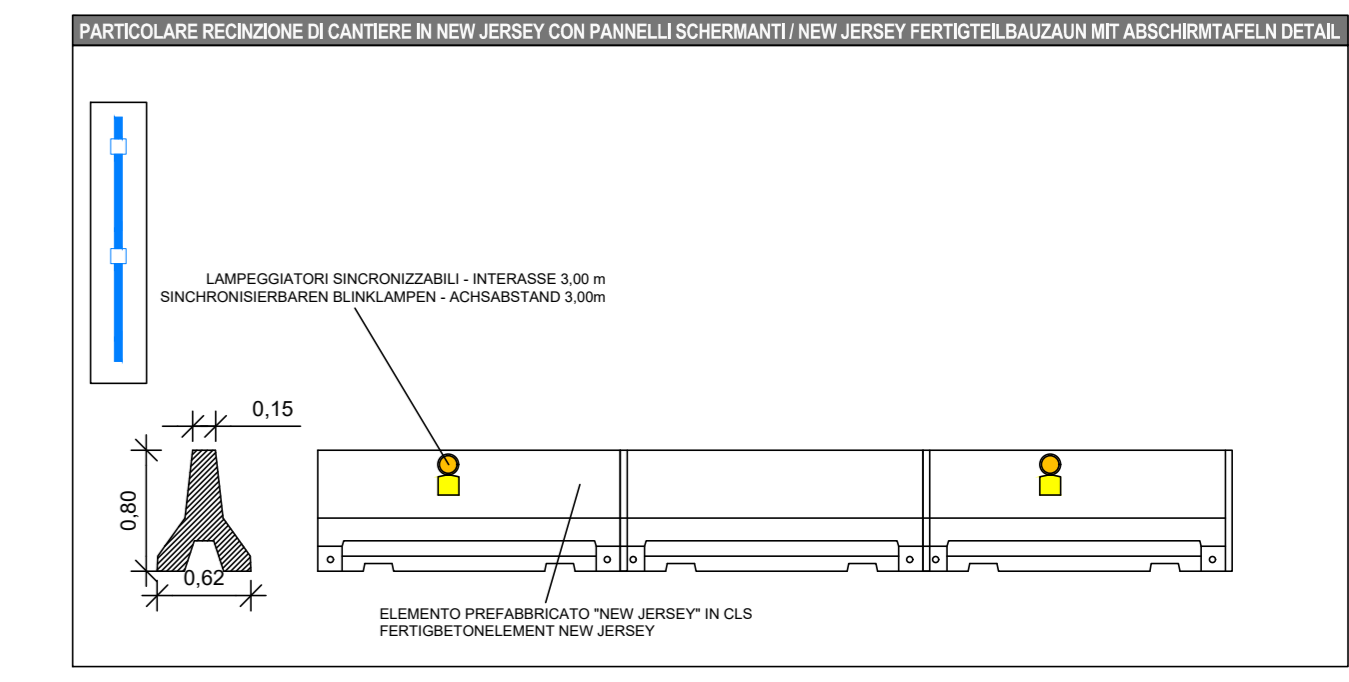 PARTICOLARE RECINZIONE DI CANTIERE IN NEW JERSEY CON PANNELLI SCHERMANTI / NEW JERSEY FERTIGTEILBAUZAUN MIT ABSCHIRMTAFELN DETAIL
LAMPEGGIATORI SINCRONIZZABILI - INTERASSE 3,00 m
SINCHRONISIERBAREN BLINKLAMPEN - ACHSABSTAND 3,00m
0,15
0,80
0,62
ELEMENTO PREFABBRICATO "NEW JERSEY" IN CLS
FERTIGBETONELEMENT NEW JERSEY